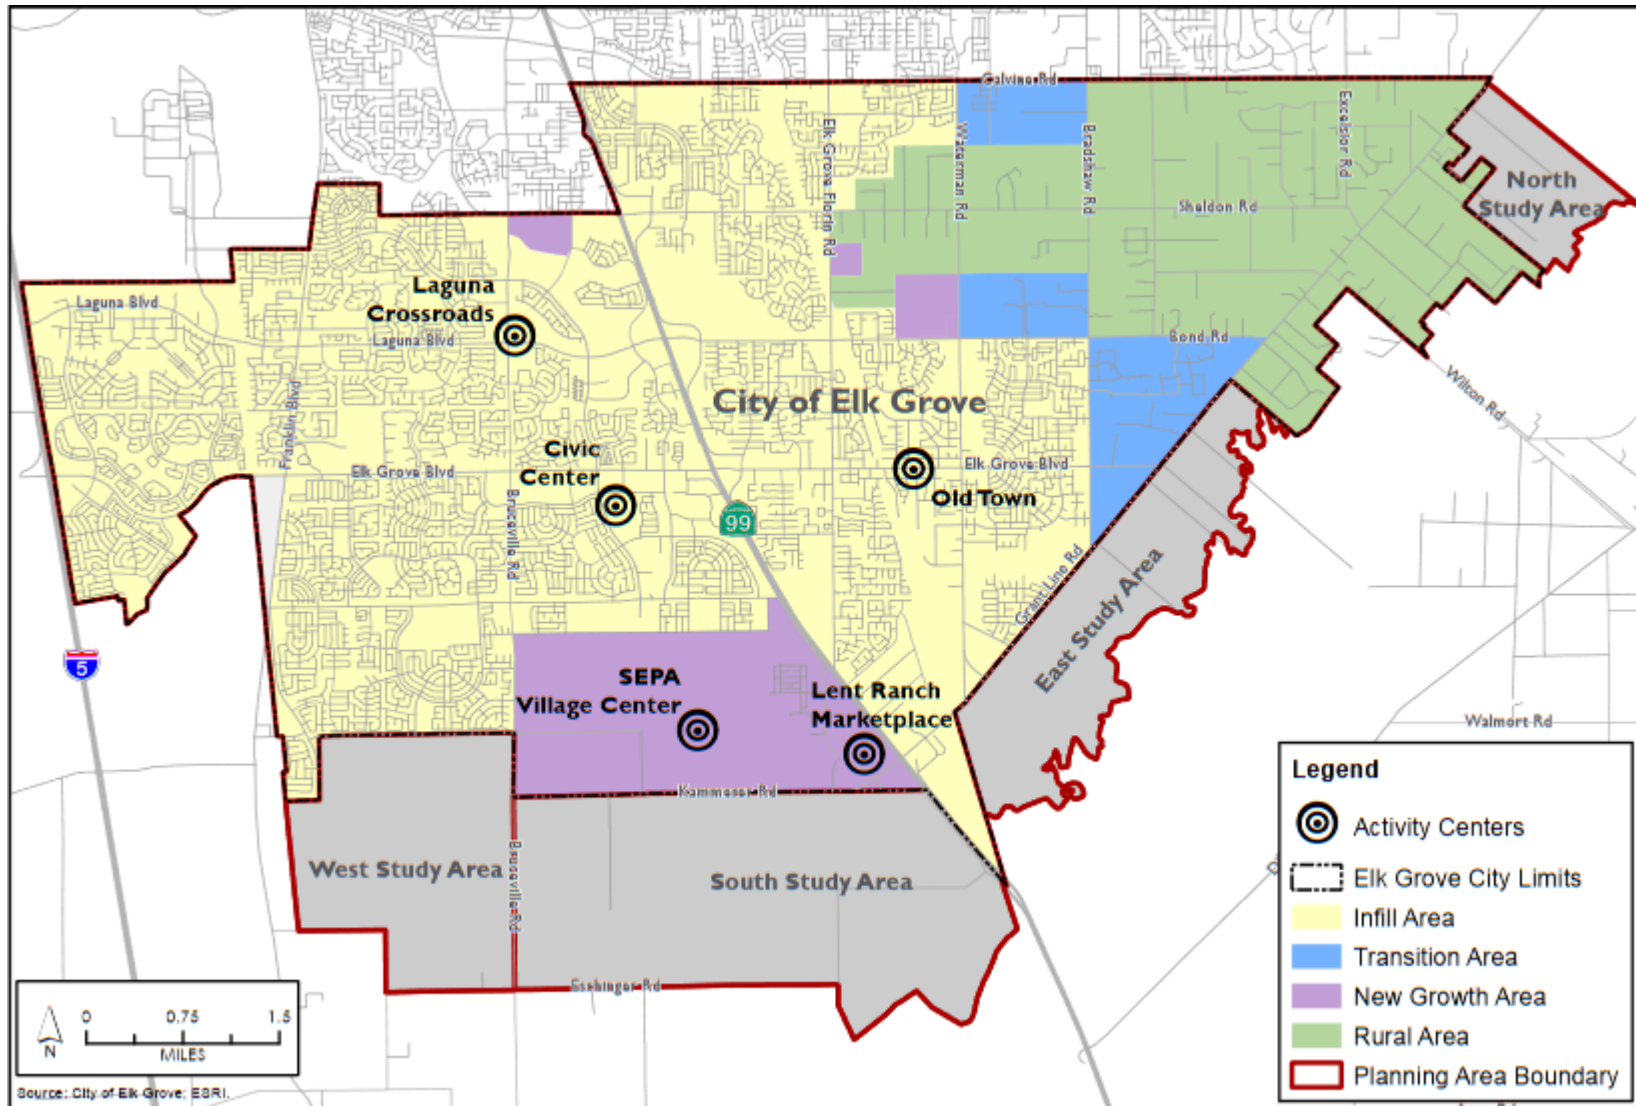 Calvine Rd
Elk Grove Florin Rd
Waterman Rd
Bradshaw Rd
Excelsior Rd
North
Study Area
Sheldon Rd
Laguna
Crossroads
Laguna Blvd
Laguna Blvd
Bond Rd
Wilton Rd
City of Elk Grove
Franklin Blvd
Civic
Center
Elk Grove Blvd
Elk Grove Blvd
Old Town
Bruceville Rd
99
Grant Line Rd
East Study Area
5
SEPA
Village Center
Lent Ranch
Marketplace
Walmort Rd
Kammerer Rd
West Study Area
Bruceville Rd
South Study Area
Eschinger Rd
Legend
Activity Centers
Elk Grove City Limits
Infill Area
Transition Area
New Growth Area
Rural Area
Planning Area Boundary
N
0 0.75 1.5
MILES
Source: City of Elk Grove; ESRI.